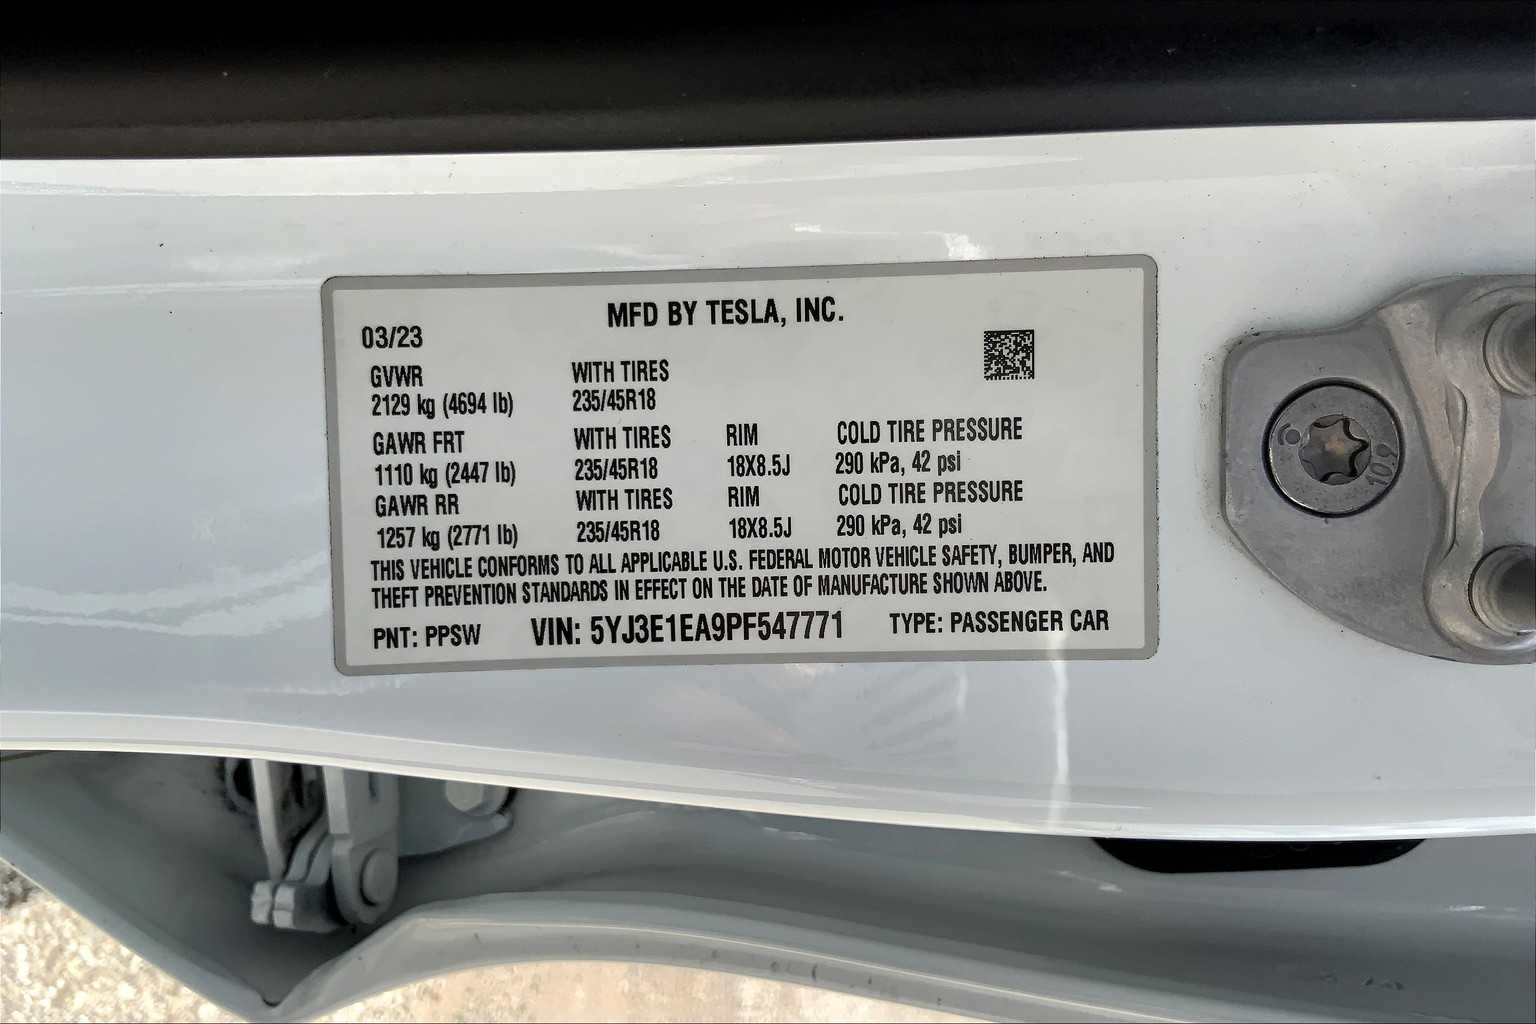 MFD BY TESLA, INC.
03/23
GVWR WITH TIRES
2129 kg (4694 lb) 235/45R18
GAWR FRT WITH TIRES RIM COLD TIRE PRESSURE
1110 kg (2447 lb) 235/45R18 18X8.5J 290 kPa, 42 psi
GAWR RR WITH TIRES RIM COLD TIRE PRESSURE
1257 kg (2771 lb) 235/45R18 18X8.5J 290 kPa, 42 psi
THIS VEHICLE CONFORMS TO ALL APPLICABLE U.S. FEDERAL MOTOR VEHICLE SAFETY, BUMPER, AND
THEFT PREVENTION STANDARDS IN EFFECT ON THE DATE OF MANUFACTURE SHOWN ABOVE.
PNT: PPSW VIN: 5YJ3E1EA9PF547771 TYPE: PASSENGER CAR
10.9